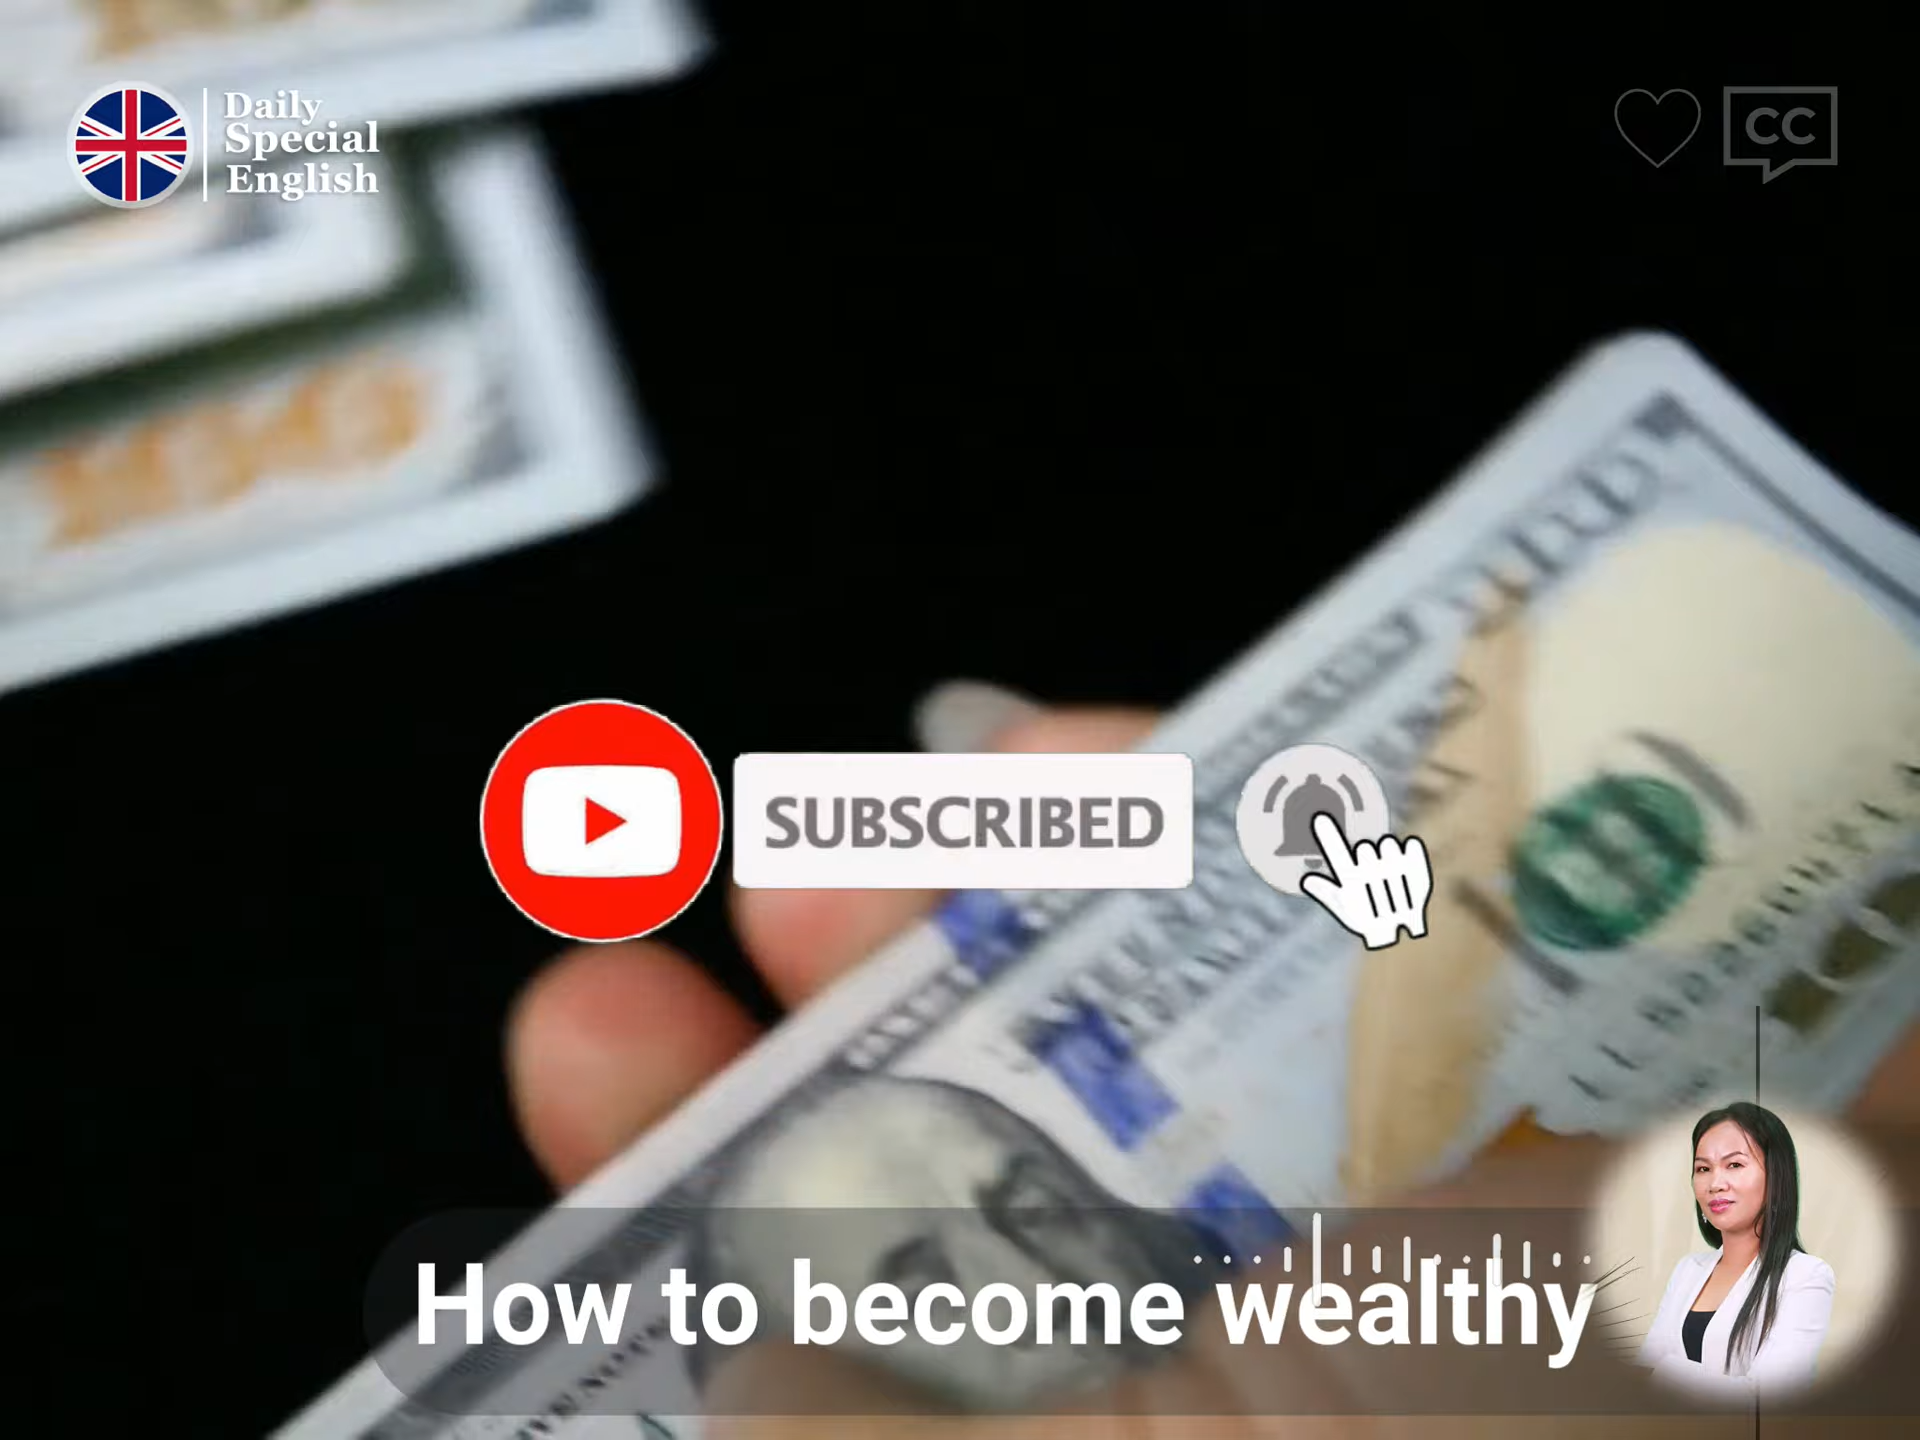 Daily
Special
English
CC
SUBSCRIBED
How to become wealthy